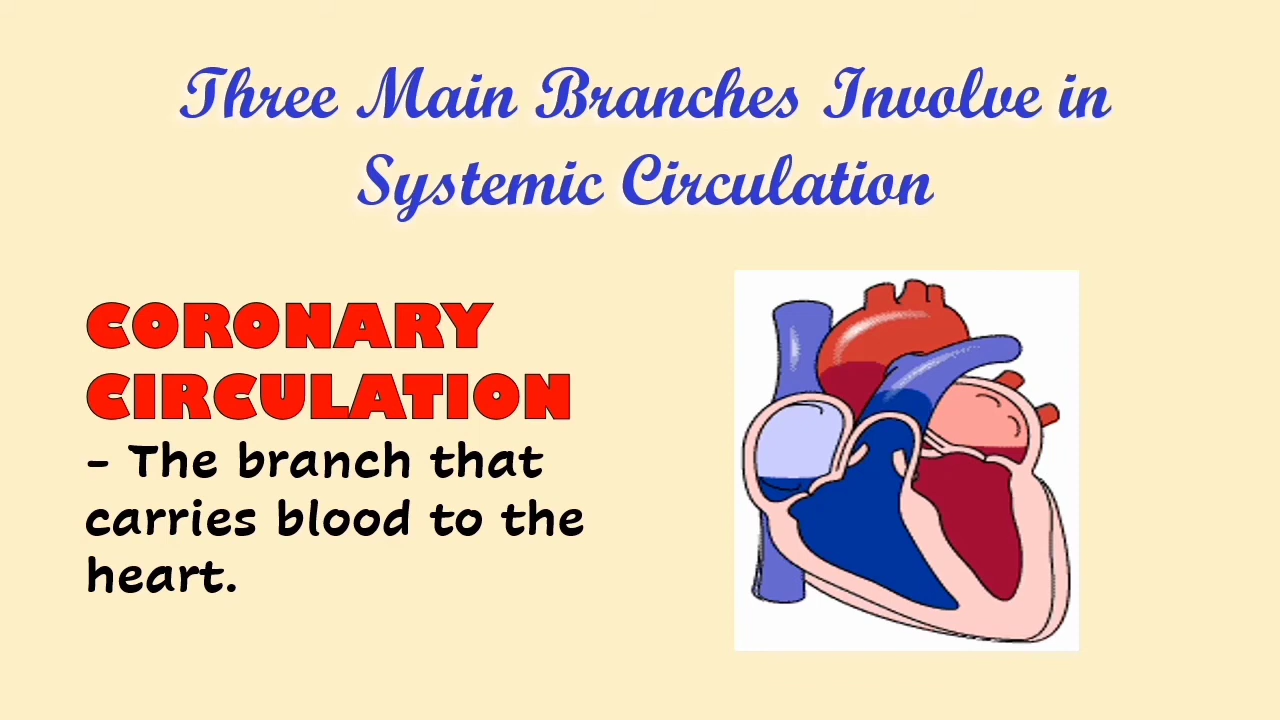 Three Main Branches Involve in
Systemic Circulation
CORONARY
CIRCULATION
- The branch that
carries blood to the
heart.